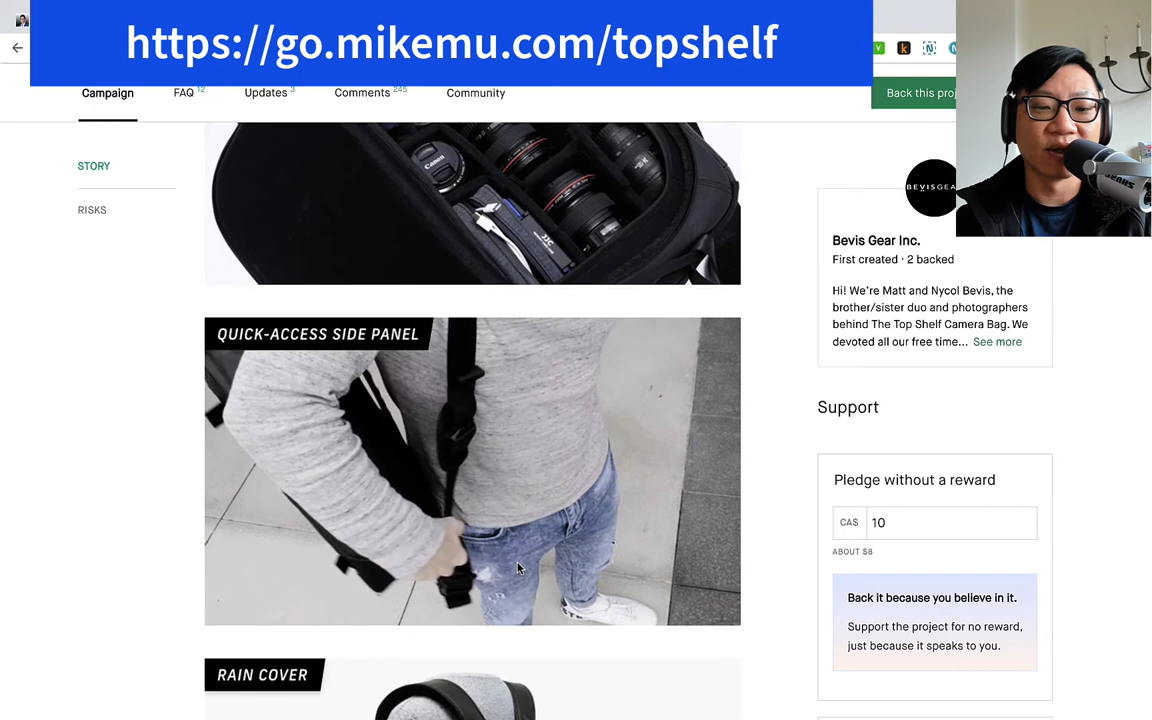 https://go.mikemu.com/topshelf
Campaign
FAQ 12
Updates 3
Comments 245
Community
Back this proj
STORY
RISKS
Canon
JJC
BEVISGEA
Bevis Gear Inc.
First created · 2 backed
Hi! We're Matt and Nycol Bevis, the
brother/sister duo and photographers
behind The Top Shelf Camera Bag. We
devoted all our free time... See more
QUICK-ACCESS SIDE PANEL
Support
Pledge without a reward
CA$ 10
ABOUT $8
Back it because you believe in it.
Support the project for no reward,
just because it speaks to you.
RAIN COVER
SHURE